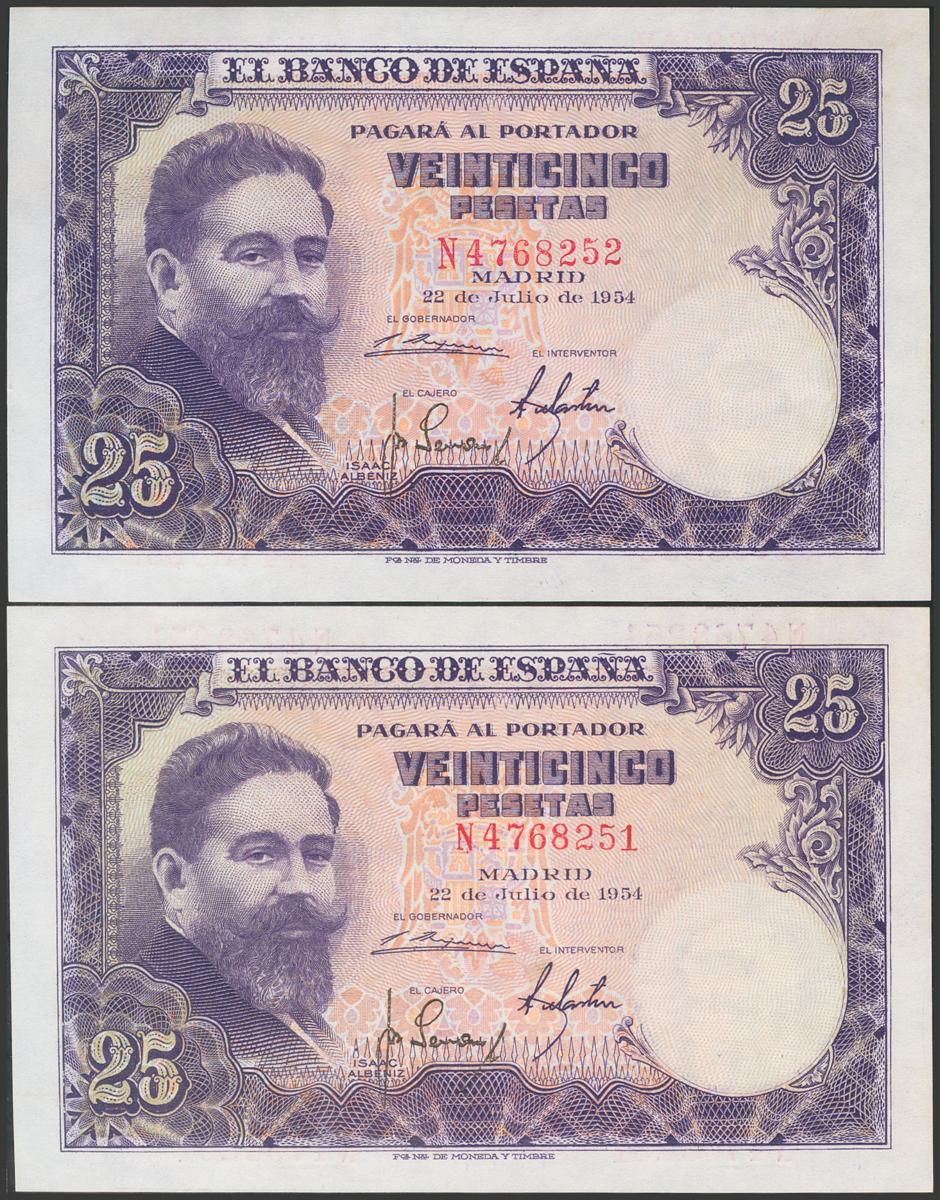 EL BANCO DE ESPAÑA
25
PAGARÁ AL PORTADOR
VEINTICINCO
PESETAS
N4768252
MADRID
22 de Julio de 1954
EL GOBERNADOR
EL INTERVENTOR
EL CAJERO
ISAAC
ALBENIZ
25
Fca. Nal. DE MONEDA Y TIMBRE
N4768251
EL BANCO DE ESPAÑA
25
PAGARÁ AL PORTADOR
VEINTICINCO
PESETAS
N4768251
MADRID
22 de Julio de 1954
EL GOBERNADOR
EL INTERVENTOR
EL CAJERO
ISAAC
ALBENIZ
25
Fca. Nal. DE MONEDA Y TIMBRE